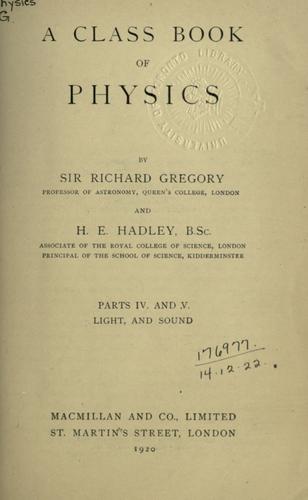 Physics
G
A CLASS BOOK
OF
PHYSICS
BY
SIR RICHARD GREGORY
PROFESSOR OF ASTRONOMY, QUEEN'S COLLEGE, LONDON
AND
H. E. HADLEY, B.Sc.
ASSOCIATE OF THE ROYAL COLLEGE OF SCIENCE, LONDON
PRINCIPAL OF THE SCHOOL OF SCIENCE, KIDDERMINSTER
PARTS IV. AND V.
LIGHT, AND SOUND
176977.
14.12.22.
MACMILLAN AND CO., LIMITED
ST. MARTIN'S STREET, LONDON
1920